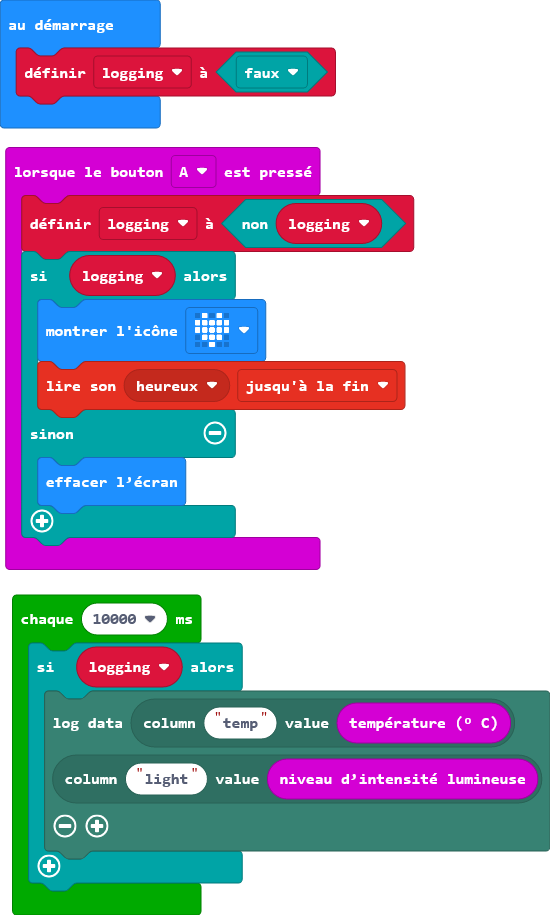 au démarrage
définir logging à faux
lorsque le bouton A est pressé
définir logging à non logging
si logging alors
montrer l'icône
lire son heureux jusqu'à la fin
sinon
effacer l’écran
chaque 10000 ms
si logging alors
log data column "temp" value température (º C)
column "light" value niveau d’intensité lumineuse